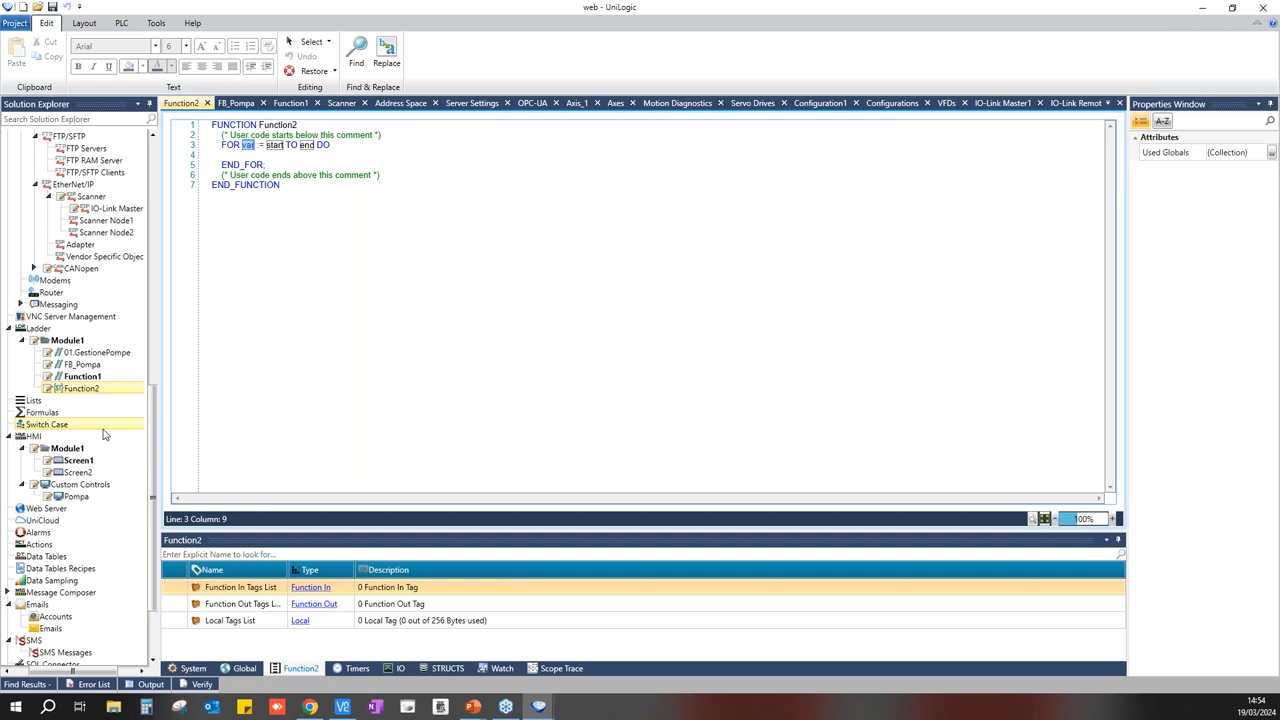 web - UniLogic
Project Edit Layout PLC Tools Help
Paste
Cut
Copy
Clipboard
Arial 6
Text
Select
Undo
Restore
Editing
Find
Replace
Find & Replace
Solution Explorer
Search Solution Explorer
FTP/SFTP
FTP Servers
FTP RAM Server
FTP/SFTP Clients
EtherNet/IP
Scanner
IO-Link Master
Scanner Node1
Scanner Node2
Adapter
Vendor Specific Objec
CANopen
Modems
Router
Messaging
VNC Server Management
Ladder
Module1
01.GestionePompe
FB_Pompa
Function1
Function2
Lists
Formulas
Switch Case
HMI
Module1
Screen1
Screen2
Custom Controls
Pompa
Web Server
UniCloud
Alarms
Actions
Data Tables
Data Tables Recipes
Data Sampling
Message Composer
Emails
Accounts
Emails
SMS
SMS Messages
SQL Connector
Function2 FB_Pompa Function1 Scanner Address Space Server Settings OPC-UA Axis_1 Axes Motion Diagnostics Servo Drives Configuration1 Configurations VFDs IO-Link Master1 IO-Link Remot
1 FUNCTION Function2
2 (* User code starts below this comment *)
3 FOR var := start TO end DO
4
5 END_FOR;
6 (* User code ends above this comment *)
7 END_FUNCTION
Line: 3 Column: 9
100%
Function2
Enter Explicit Name to look for...
Name Type Description
Function In Tags List Function In 0 Function In Tag
Function Out Tags L... Function Out 0 Function Out Tag
Local Tags List Local 0 Local Tag (0 out of 256 Bytes used)
System Global Function2 Timers IO STRUCTS Watch Scope Trace
Properties Window
A-Z
Attributes
Used Globals (Collection)
Find Results - Error List Output Verify
14:54
19/03/2024